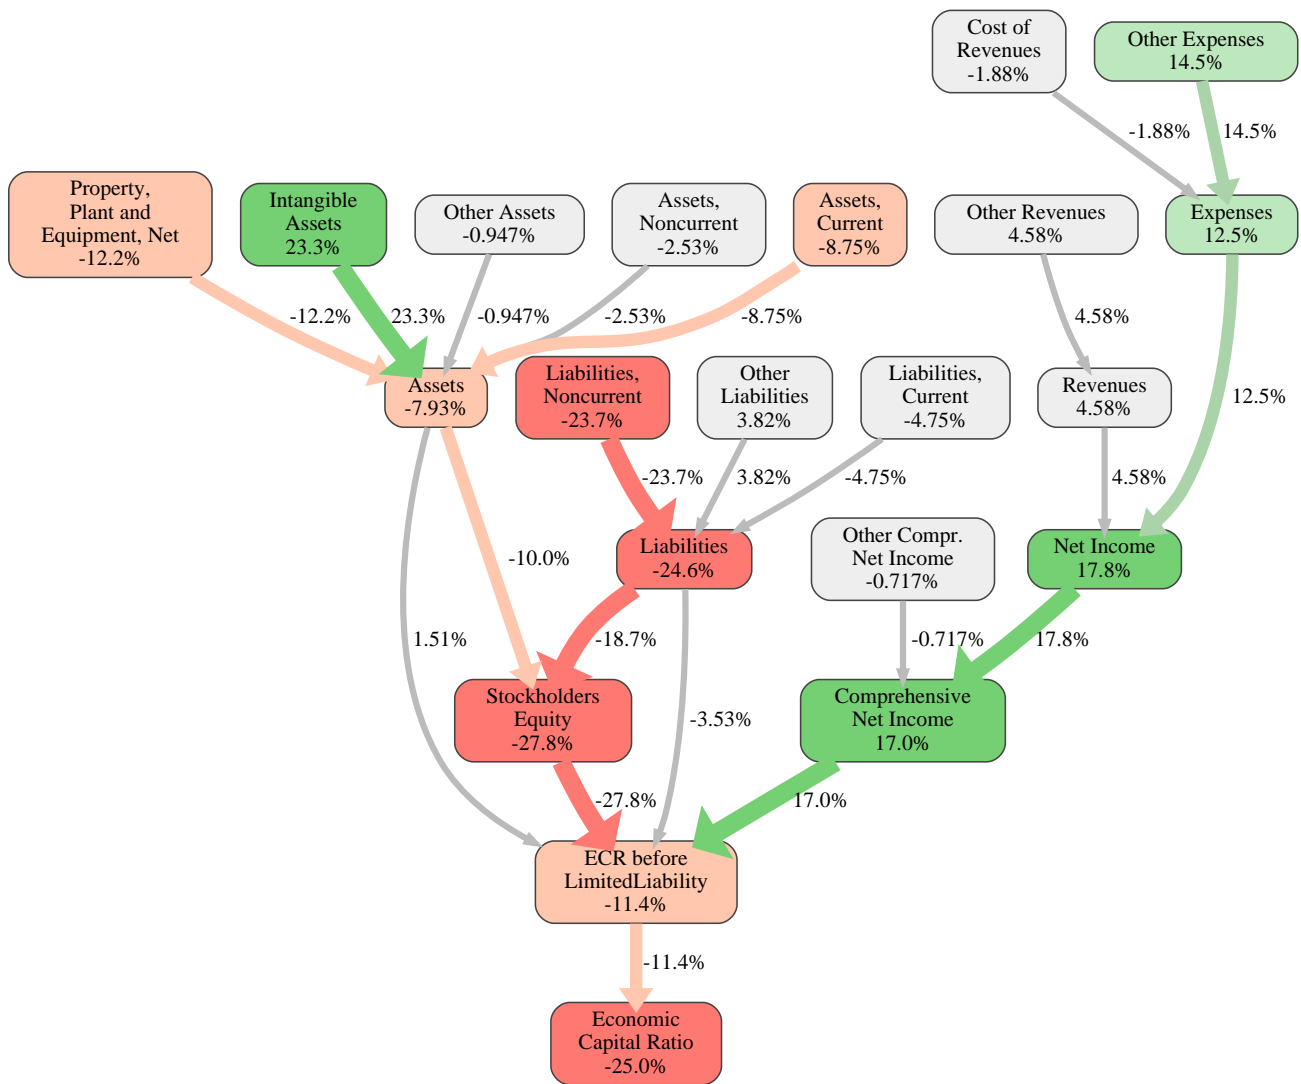 Cost of
Revenues
-1.88%
Other Expenses
14.5%
-1.88%
14.5%
Property,
Plant and
Equipment, Net
-12.2%
Intangible
Assets
23.3%
Other Assets
-0.947%
Assets,
Noncurrent
-2.53%
Assets,
Current
-8.75%
Other Revenues
4.58%
Expenses
12.5%
-12.2%
23.3%
-0.947%
-2.53%
-8.75%
4.58%
12.5%
Assets
-7.93%
Liabilities,
Noncurrent
-23.7%
Other
Liabilities
3.82%
Liabilities,
Current
-4.75%
Revenues
4.58%
-23.7%
3.82%
-4.75%
4.58%
-10.0%
Liabilities
-24.6%
Other Compr.
Net Income
-0.717%
Net Income
17.8%
1.51%
-18.7%
-0.717%
17.8%
Stockholders
Equity
-27.8%
-3.53%
Comprehensive
Net Income
17.0%
-27.8%
17.0%
ECR before
LimitedLiability
-11.4%
-11.4%
Economic
Capital Ratio
-25.0%